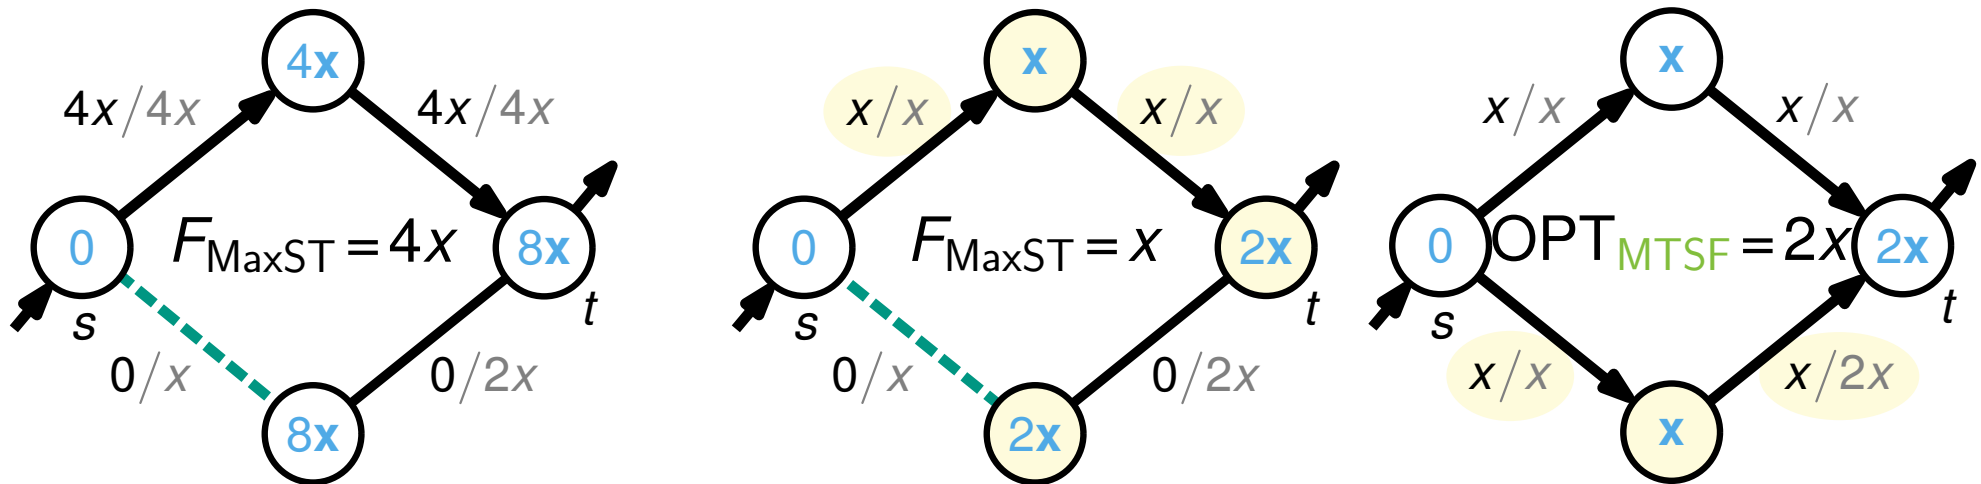 4x
4x/4x 4x/4x
0 F_MaxST = 4x 8x
s t
0/x 0/2x
8x
x
x/x x/x
0 F_MaxST = x 2x
s t
0/x 0/2x
2x
x
x/x x/x
0 OPT_MTSF = 2x 2x
s t
x/x x/2x
x